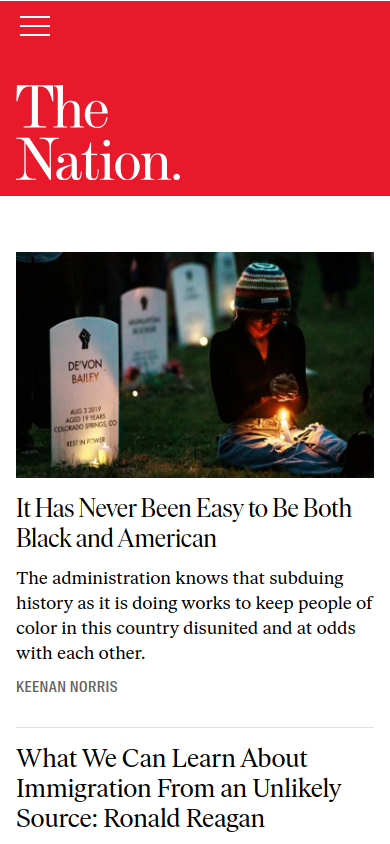 The
Nation.
DE'VON
BAILEY
AUG 3 2019
AGED 19 YEARS
COLORADO SPRINGS, CO
REST IN POWER
It Has Never Been Easy to Be Both
Black and American
The administration knows that subduing
history as it is doing works to keep people of
color in this country disunited and at odds
with each other.
KEENAN NORRIS
What We Can Learn About
Immigration From an Unlikely
Source: Ronald Reagan